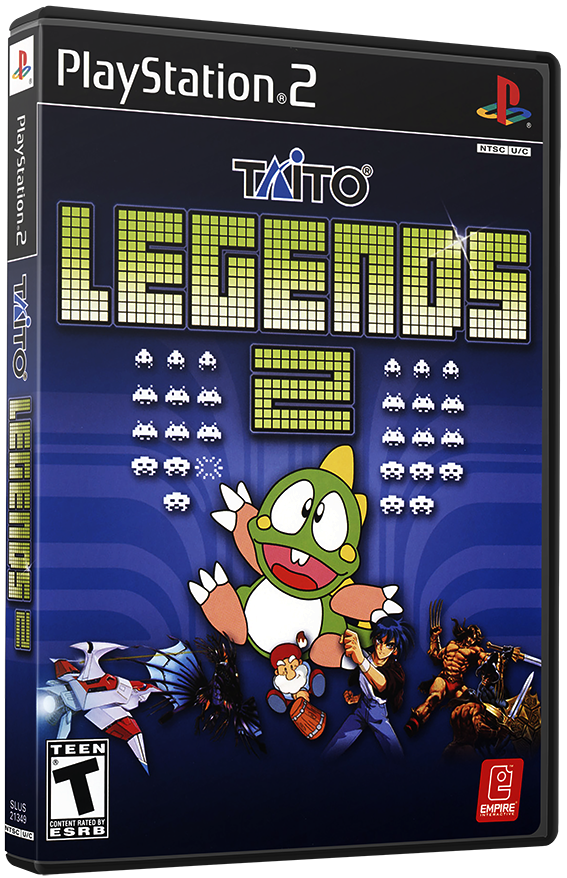 PlayStation®2
NTSC U/C
TAITO®
LEGENDS
2
TEEN
T
CONTENT RATED BY
ESRB
EMPIRE
INTERACTIVE
PlayStation®2
TAITO
LEGENDS 2
SLUS
21349
NTSC U/C